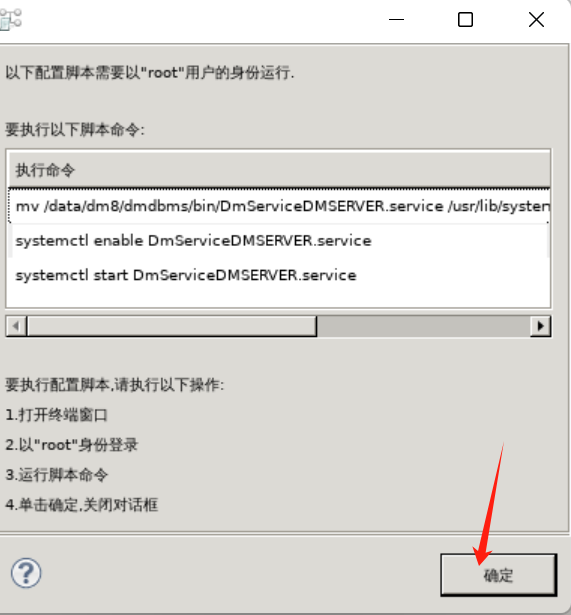 以下配置脚本需要以"root"用户的身份运行.
要执行以下脚本命令:
执行命令
mv /data/dm8/dmdbms/bin/DmServiceDMSERVER.service /usr/lib/system
systemctl enable DmServiceDMSERVER.service
systemctl start DmServiceDMSERVER.service
要执行配置脚本,请执行以下操作:
1.打开终端窗口
2.以"root"身份登录
3.运行脚本命令
4.单击确定,关闭对话框
?
确定